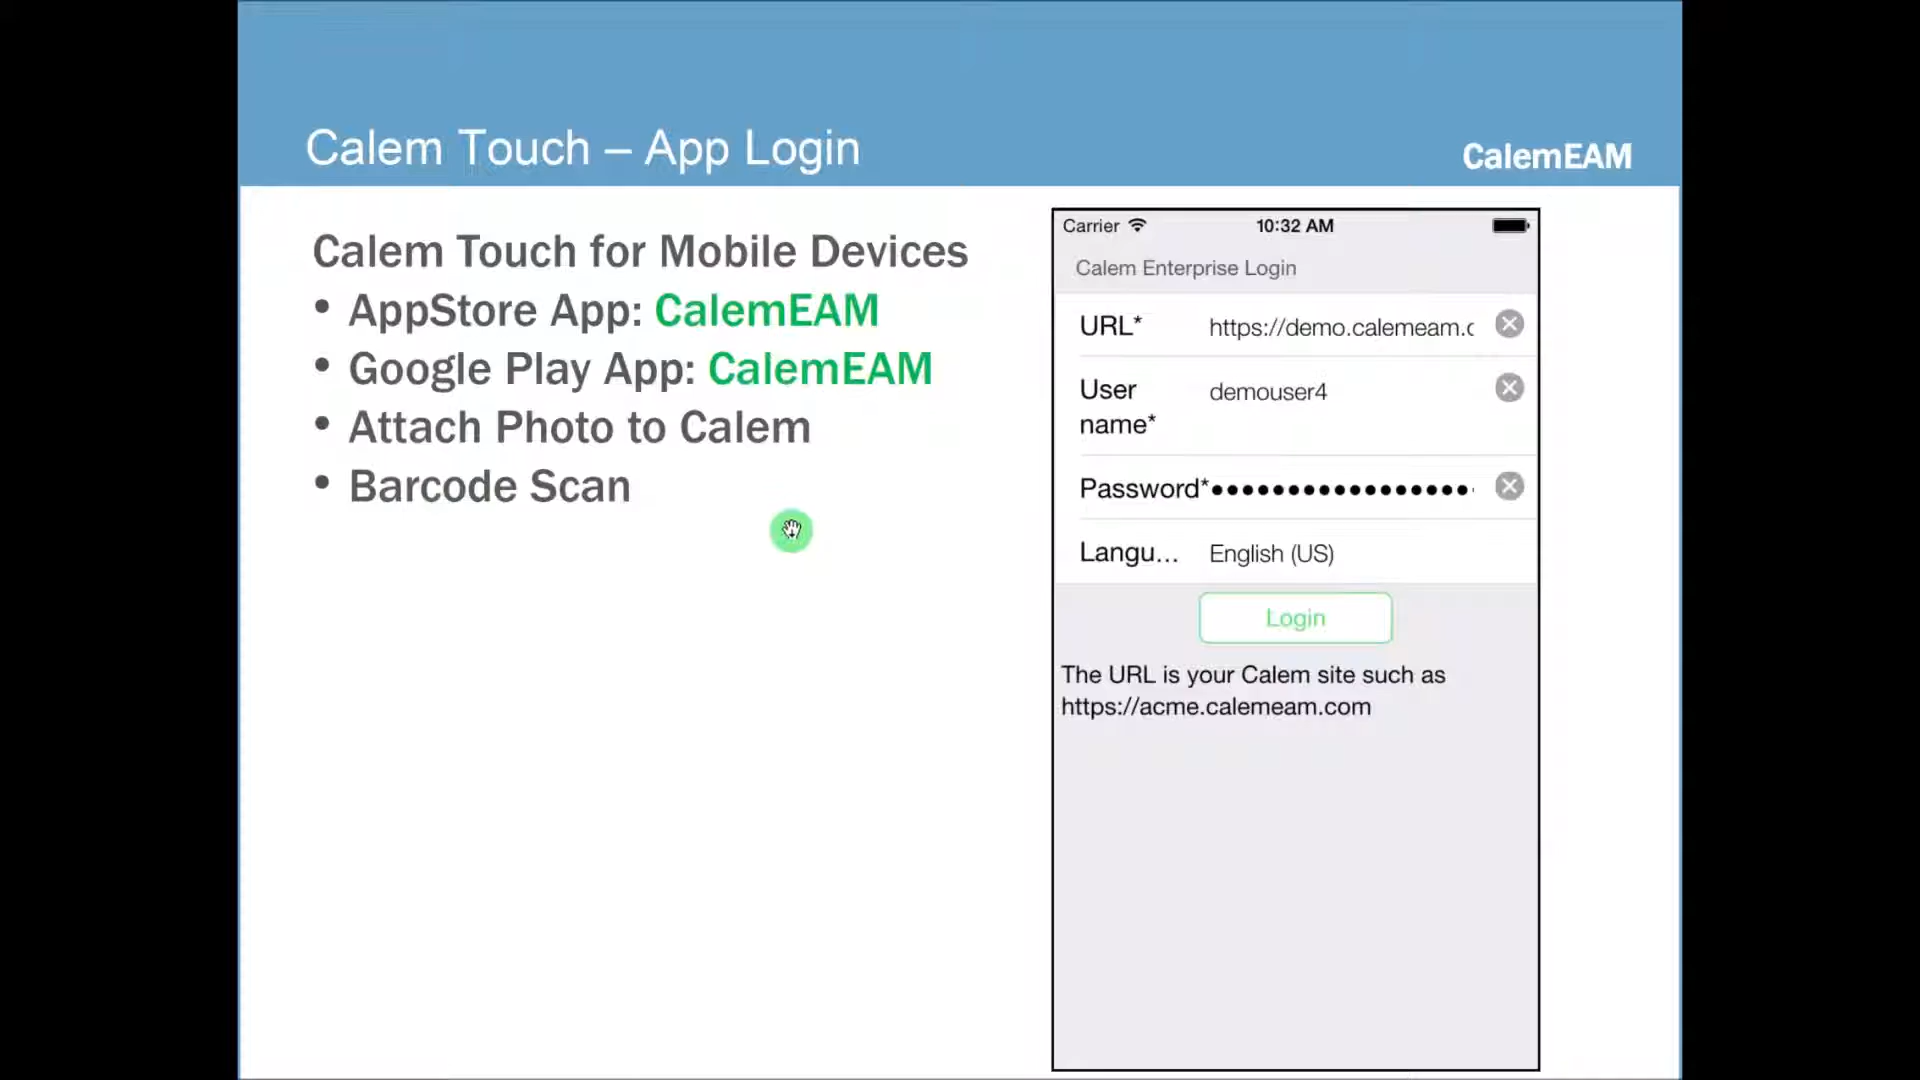 Calem Touch – App Login
CalemEAM
Calem Touch for Mobile Devices
• AppStore App: CalemEAM
• Google Play App: CalemEAM
• Attach Photo to Calem
• Barcode Scan
Carrier 10:32 AM
Calem Enterprise Login
URL* https://demo.calemeam.c
User name* demouser4
Password* ••••••••••••••••••
Langu... English (US)
Login
The URL is your Calem site such as
https://acme.calemeam.com